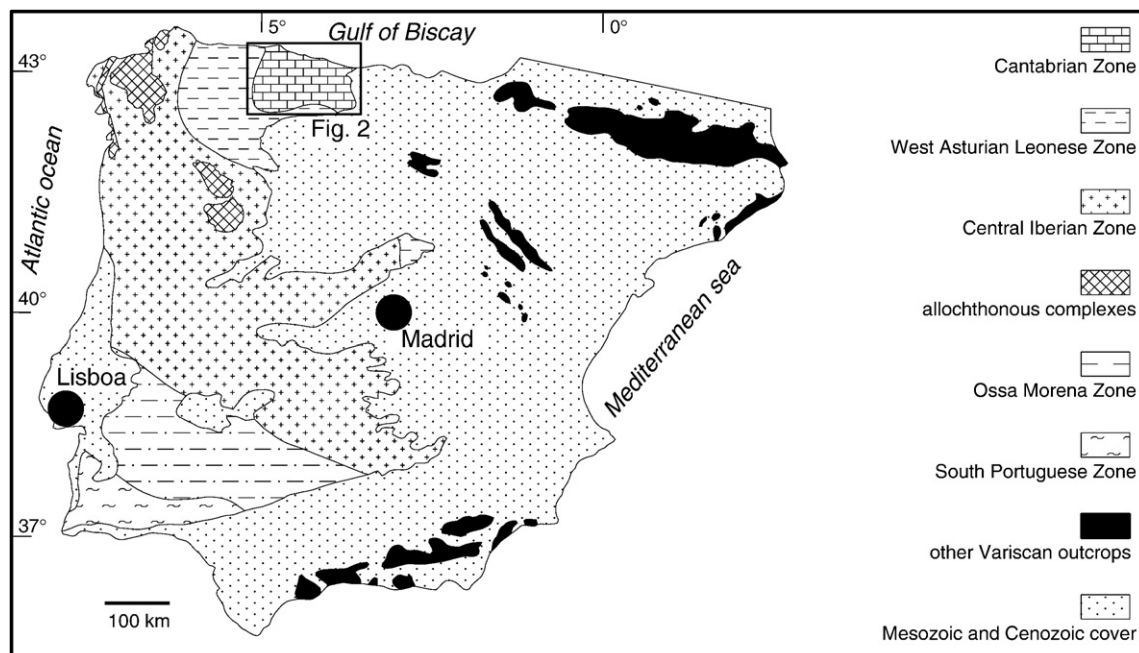 5°
Gulf of Biscay
0°
43°
Fig. 2
Atlantic ocean
40°
Madrid
Mediterranean sea
Lisboa
37°
100 km
Cantabrian Zone
West Asturian Leonese Zone
Central Iberian Zone
allochthonous complexes
Ossa Morena Zone
South Portuguese Zone
other Variscan outcrops
Mesozoic and Cenozoic cover